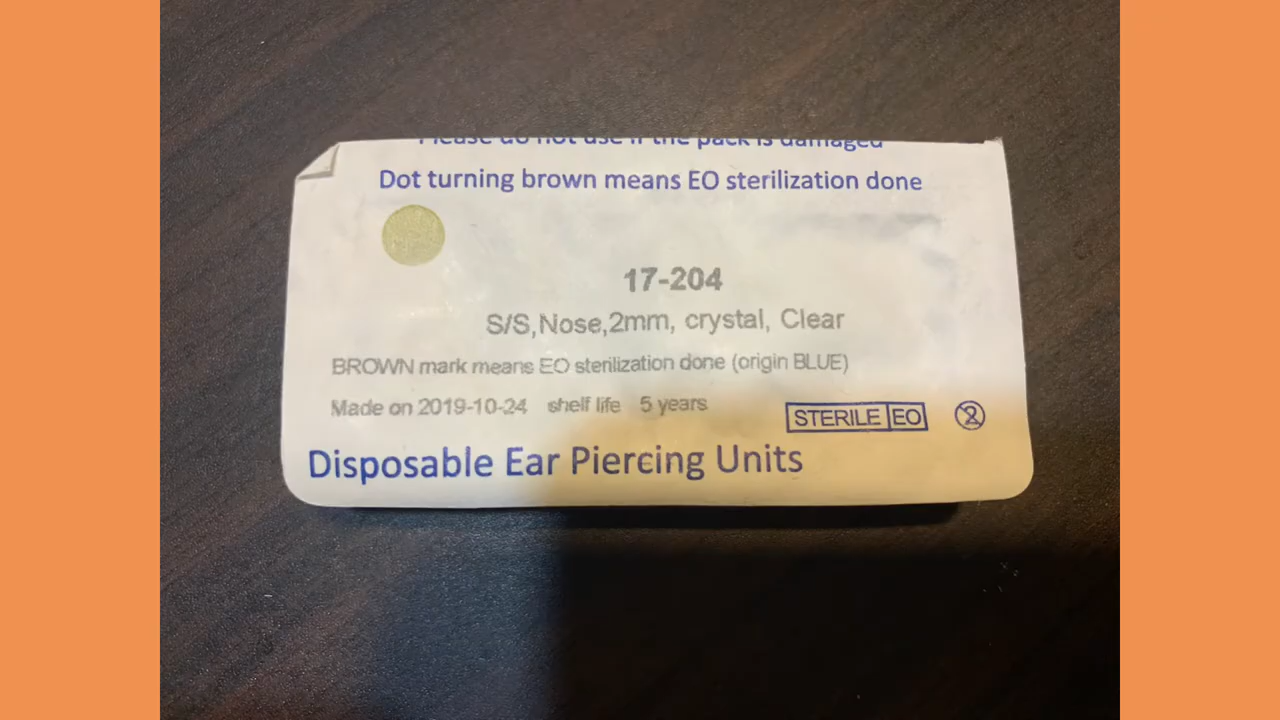 Please do not use if the pack is damaged
Dot turning brown means EO sterilization done
17-204
S/S,Nose,2mm, crystal, Clear
BROWN mark means EO sterilization done (origin BLUE)
Made on 2019-10-24 shelf life 5 years
STERILE EO 2
Disposable Ear Piercing Units